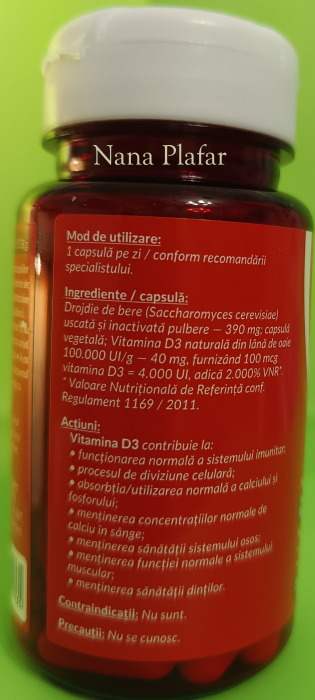 Nana Plafar
Mod de utilizare:
1 capsulă pe zi / conform recomandării
specialistului.
Ingrediente / capsulă:
Drojdie de bere (Saccharomyces cerevisiae)
uscată și inactivată pulbere — 390 mg; capsulă
vegetală; Vitamina D3 naturală din lână de oaie
100.000 UI/g — 40 mg, furnizând 100 mcg
vitamina D3 = 4.000 UI, adică 2.000% VNR*.
* Valoare Nutrițională de Referință conf.
Regulament 1169 / 2011.
Acțiuni:
Vitamina D3 contribuie la:
• funcționarea normală a sistemului imunitar;
• procesul de diviziune celulară;
• absorbția/utilizarea normală a calciului și
fosforului;
• menținerea concentrațiilor normale de
calciu în sânge;
• menținerea sănătății sistemului osos;
• menținerea funcției normale a sistemului
muscular;
• menținerea sănătății dinților.
Contraindicații: Nu sunt.
Precauții: Nu se cunosc.